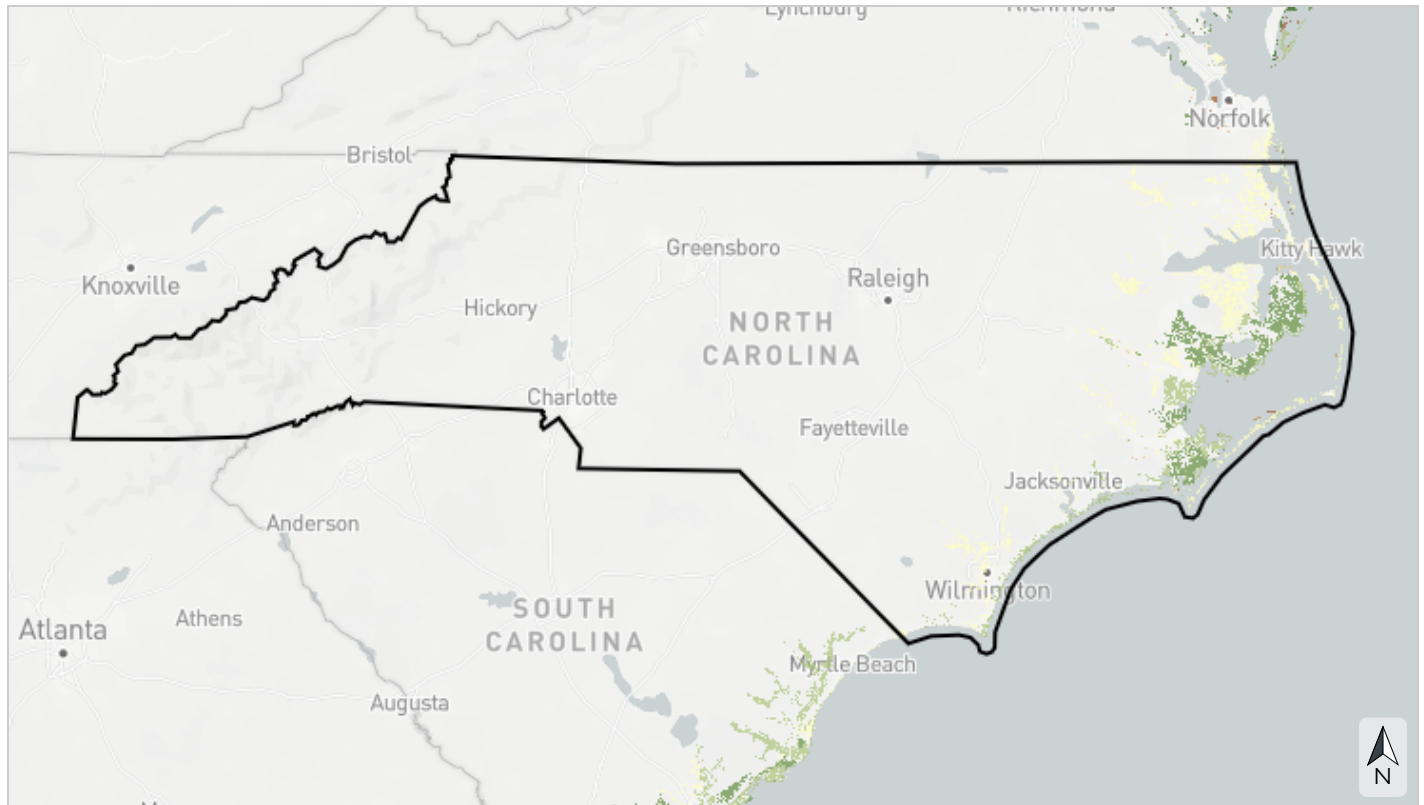 Lynchburg
Richmond
Norfolk
Bristol
Kitty Hawk
Greensboro
Knoxville
Raleigh
Hickory
NORTH
CAROLINA
Charlotte
Fayetteville
Jacksonville
Anderson
Wilmington
SOUTH
CAROLINA
Athens
Atlanta
Myrtle Beach
Augusta
N